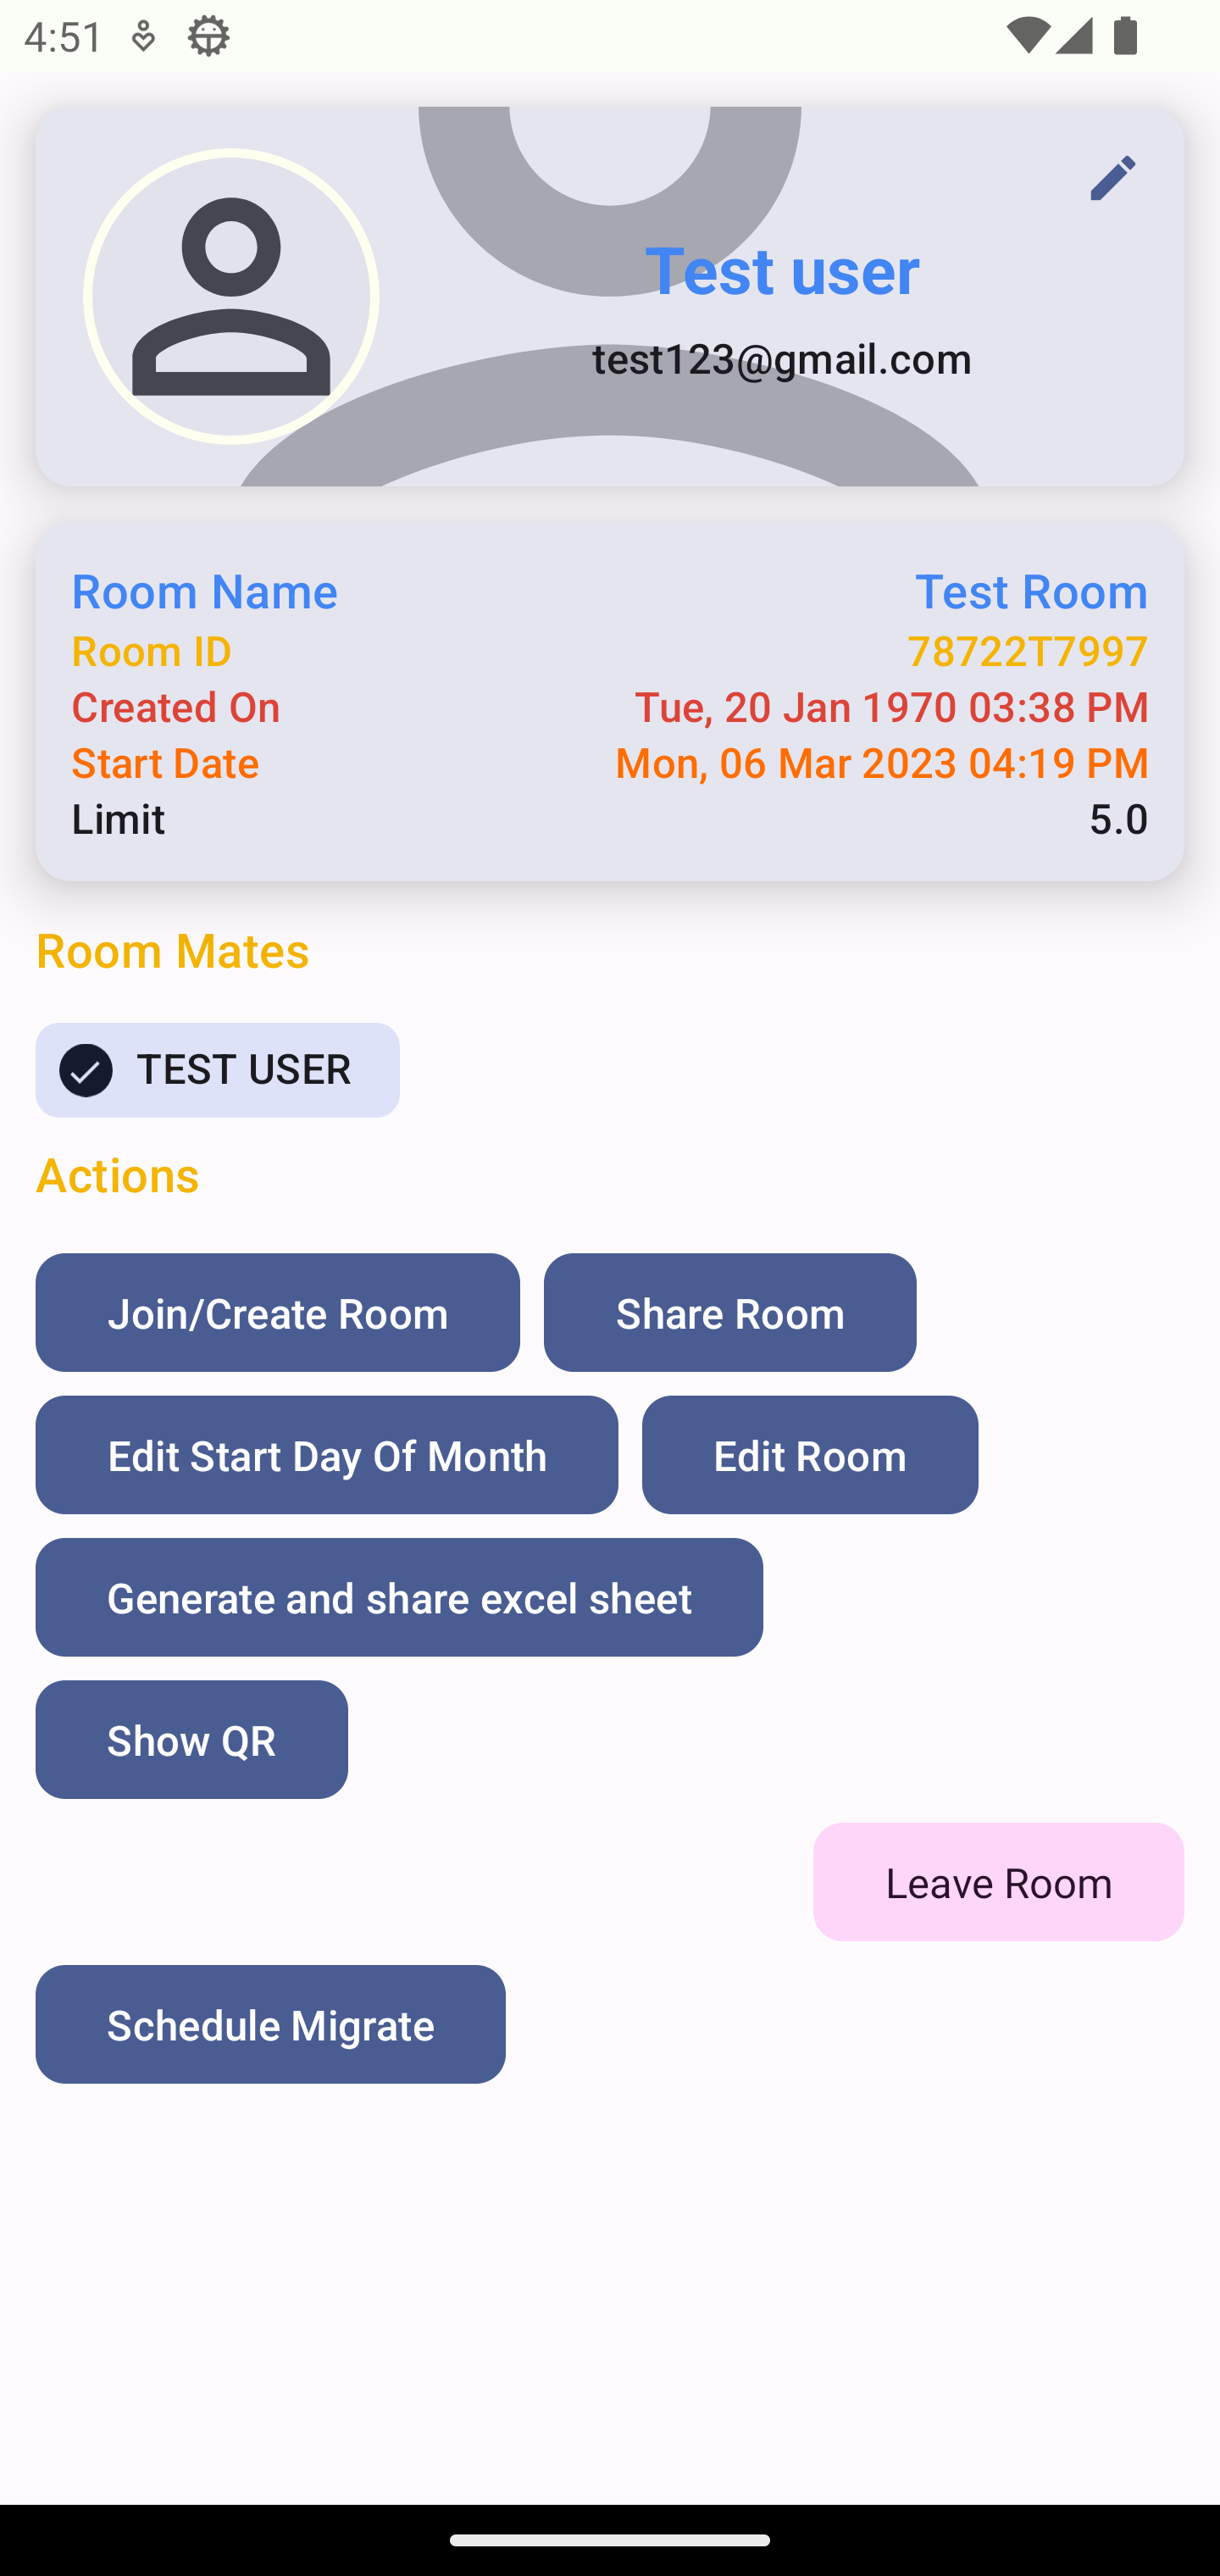 4:51
Test user
test123@gmail.com
Room Name Test Room
Room ID 78722T7997
Created On Tue, 20 Jan 1970 03:38 PM
Start Date Mon, 06 Mar 2023 04:19 PM
Limit 5.0
Room Mates
TEST USER
Actions
Join/Create Room Share Room
Edit Start Day Of Month Edit Room
Generate and share excel sheet
Show QR
Leave Room
Schedule Migrate